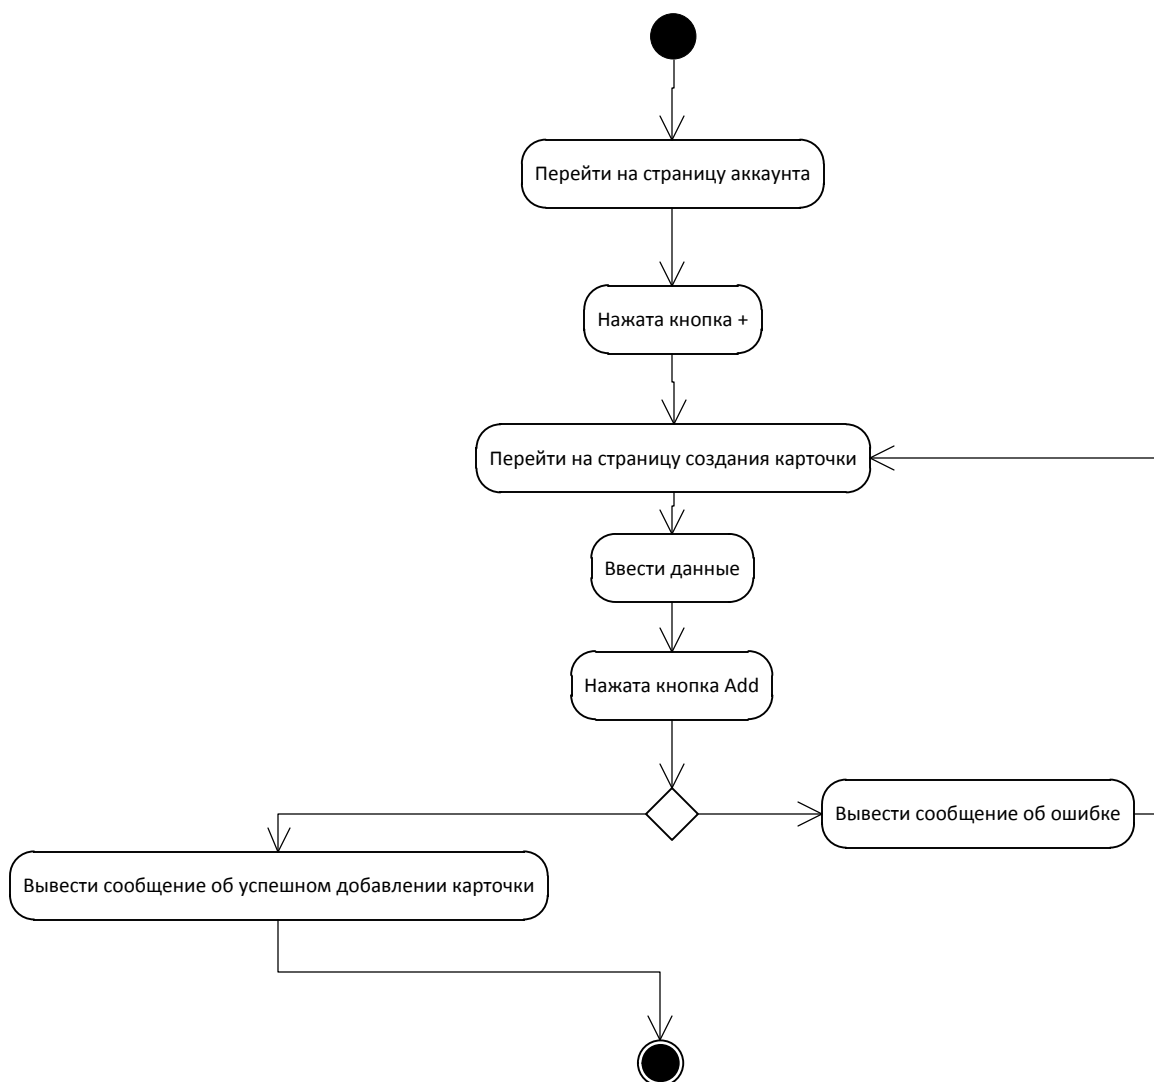 Перейти на страницу аккаунта
Нажата кнопка +
Перейти на страницу создания карточки
Ввести данные
Нажата кнопка Add
Вывести сообщение об ошибке
Вывести сообщение об успешном добавлении карточки